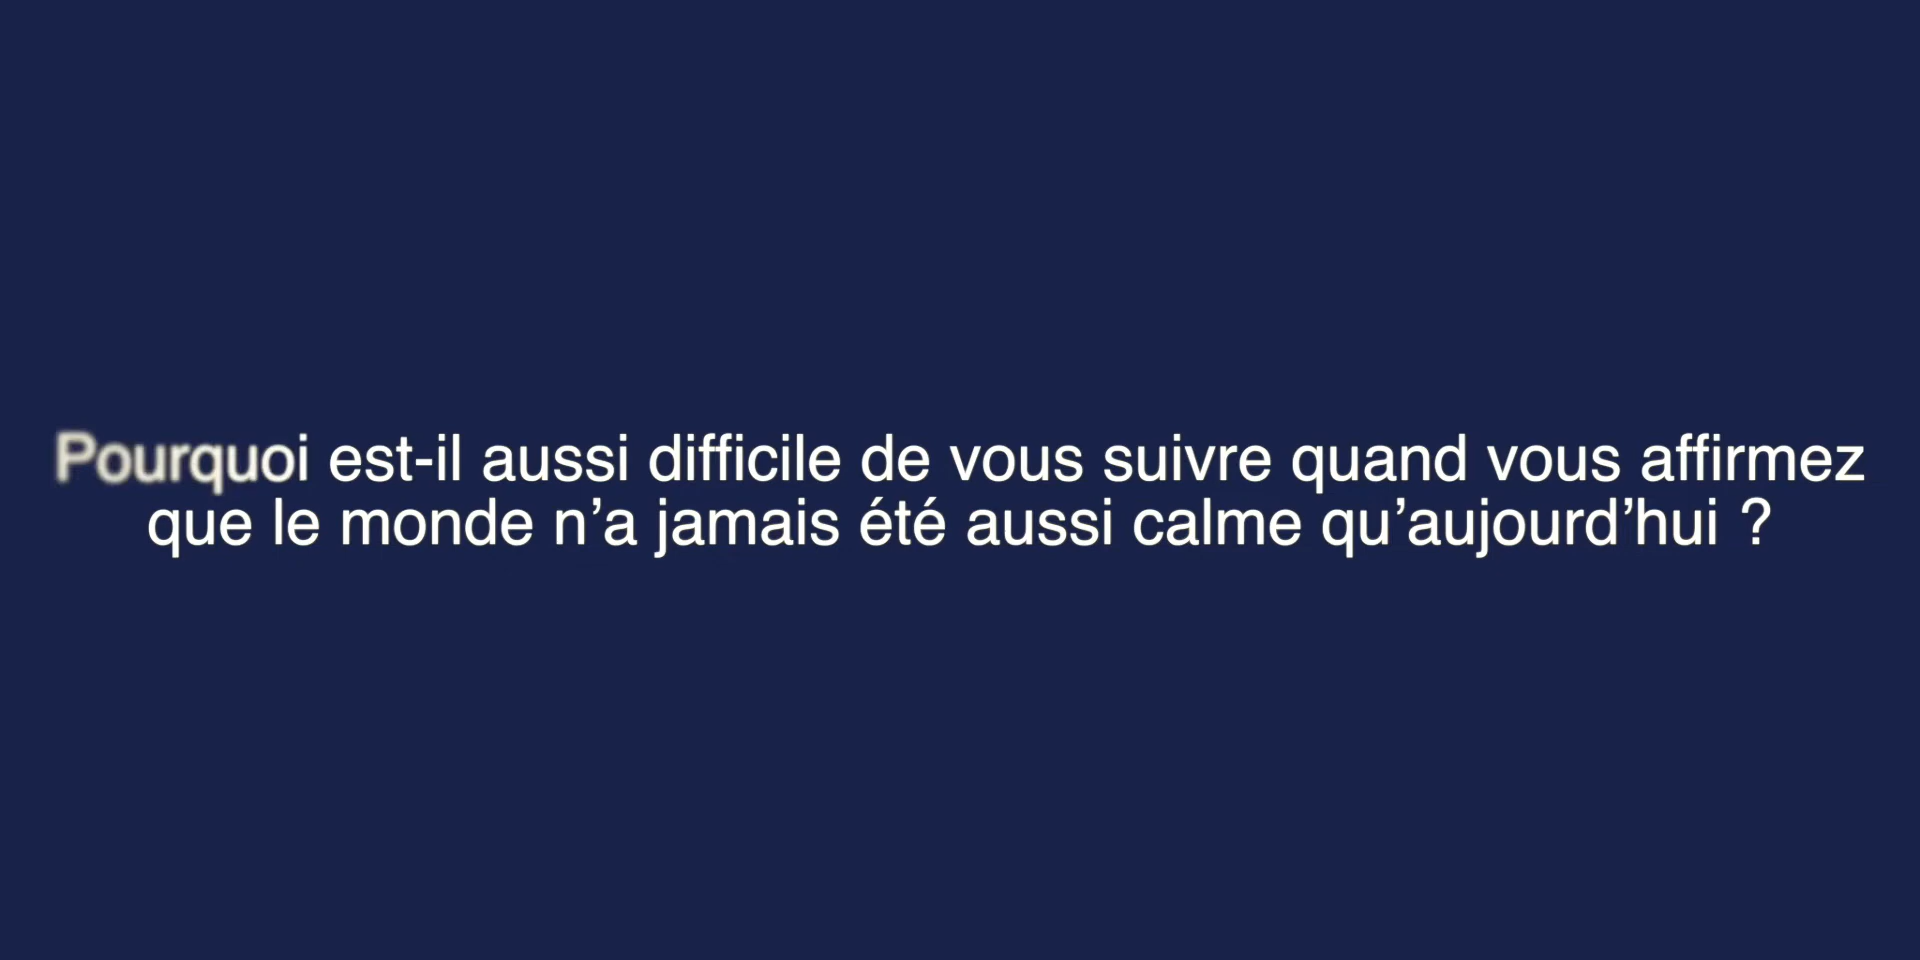 Pourquoi est-il aussi difficile de vous suivre quand vous affirmez
que le monde n’a jamais été aussi calme qu’aujourd’hui ?